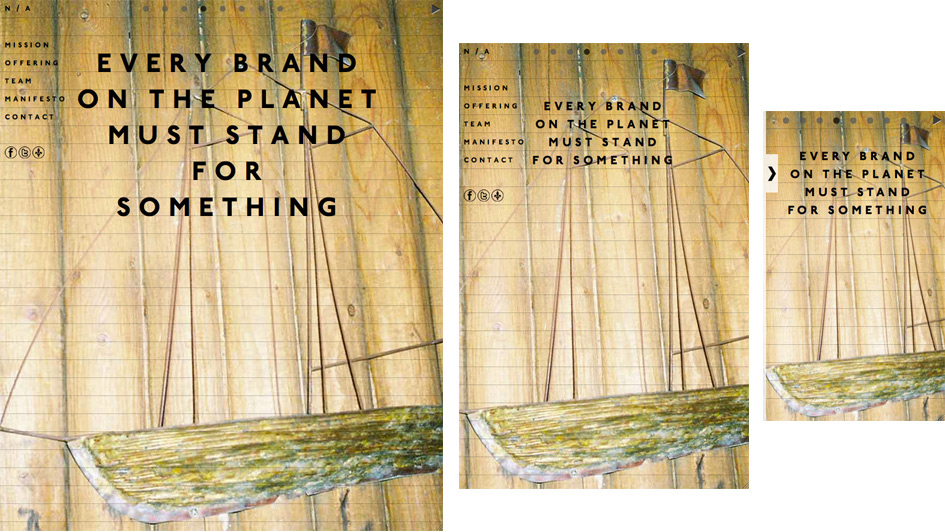 N / A
MISSION
OFFERING
TEAM
MANIFESTO
CONTACT
EVERY BRAND
ON THE PLANET
MUST STAND
FOR
SOMETHING
N / A
MISSION
OFFERING
TEAM
MANIFESTO
CONTACT
EVERY BRAND
ON THE PLANET
MUST STAND
FOR SOMETHING
EVERY BRAND
ON THE PLANET
MUST STAND
FOR SOMETHING